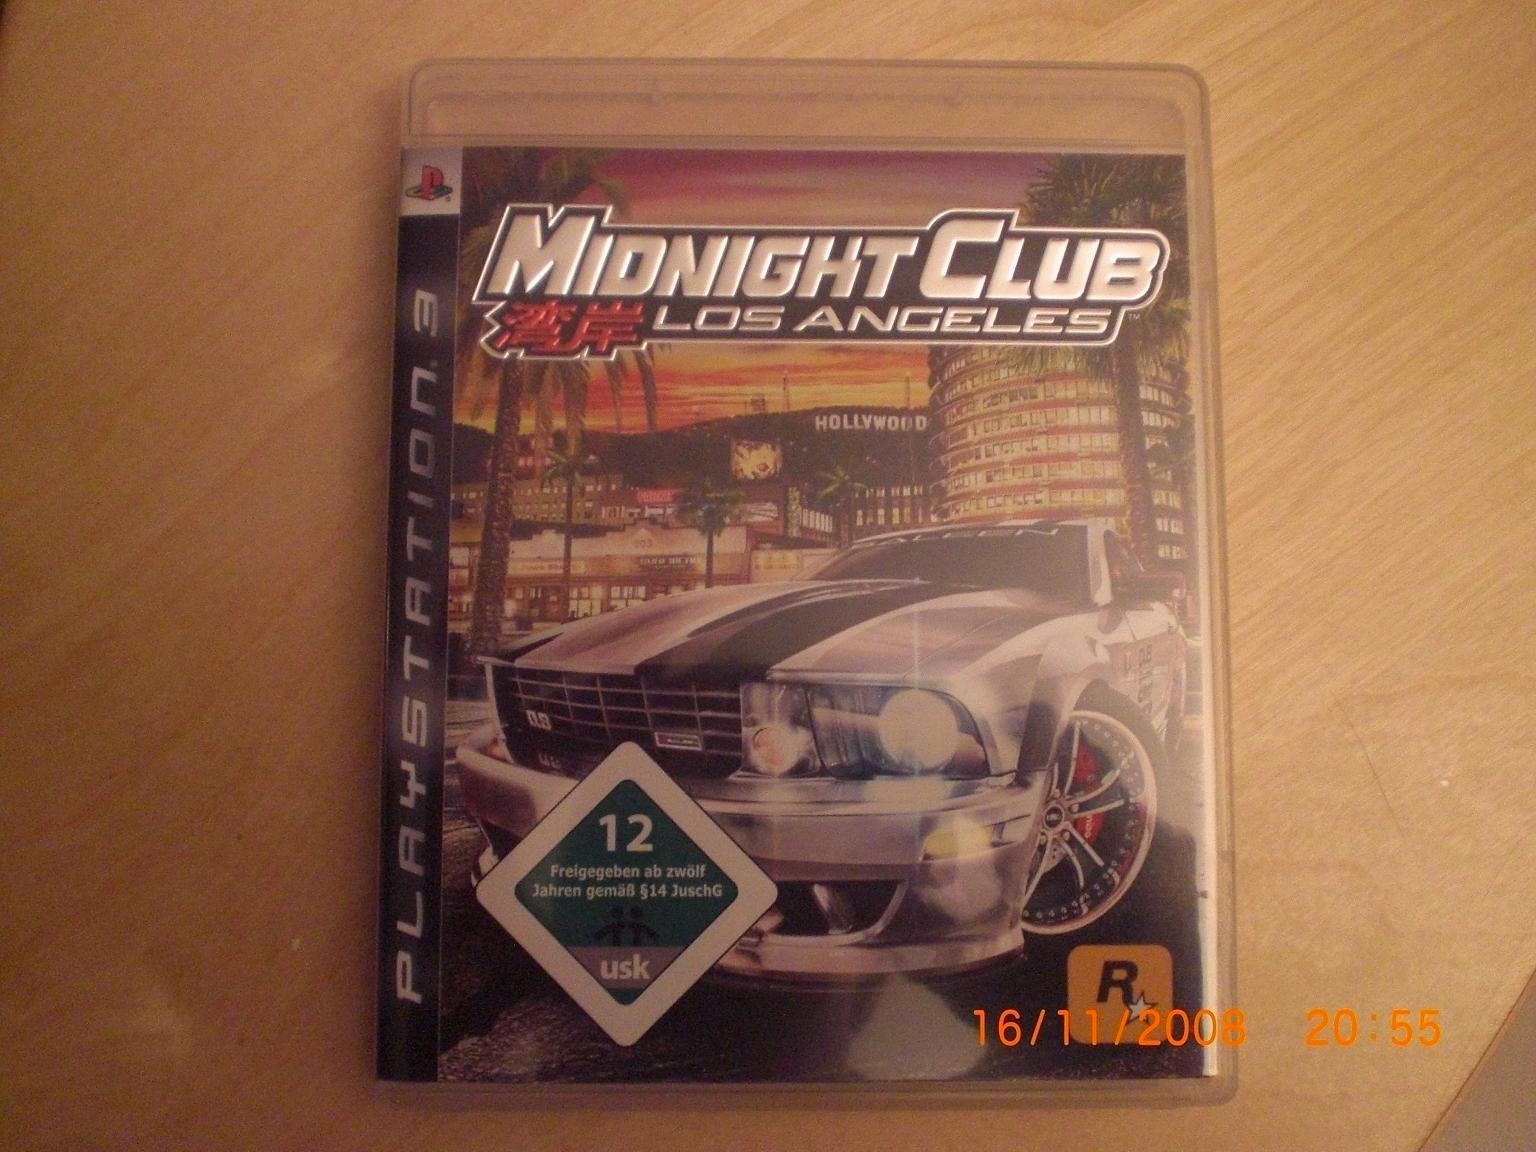 PLAYSTATION 3
MIDNIGHT CLUB
湾岸 LOS ANGELES™
HOLLYWOOD
SALEEN
12
Freigegeben ab zwölf
Jahren gemäß §14 JuschG
usk
R
16/11/2008 20:55